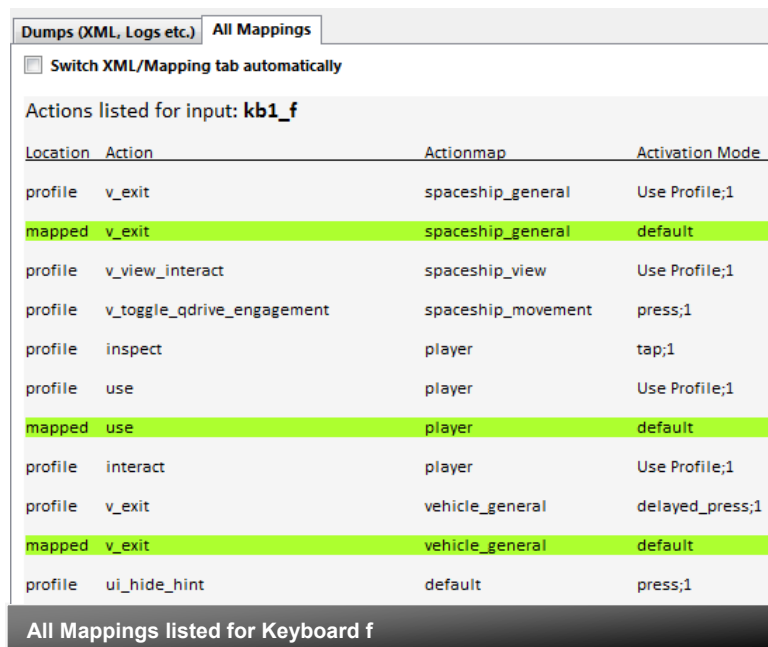 Dumps (XML, Logs etc.) All Mappings
Switch XML/Mapping tab automatically
Actions listed for input: kb1_f
Location Action Actionmap Activation Mode
profile v_exit spaceship_general Use Profile;1
mapped v_exit spaceship_general default
profile v_view_interact spaceship_view Use Profile;1
profile v_toggle_qdrive_engagement spaceship_movement press;1
profile inspect player tap;1
profile use player Use Profile;1
mapped use player default
profile interact player Use Profile;1
profile v_exit vehicle_general delayed_press;1
mapped v_exit vehicle_general default
profile ui_hide_hint default press;1
All Mappings listed for Keyboard f